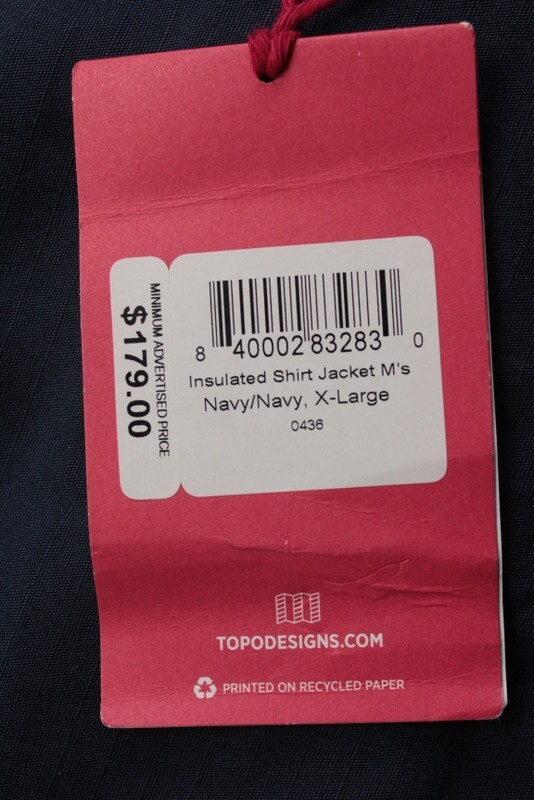 MINIMUM ADVERTISED PRICE
$179.00
8 40002 83283 0
Insulated Shirt Jacket M's
Navy/Navy, X-Large
0436
TOPODESIGNS.COM
PRINTED ON RECYCLED PAPER